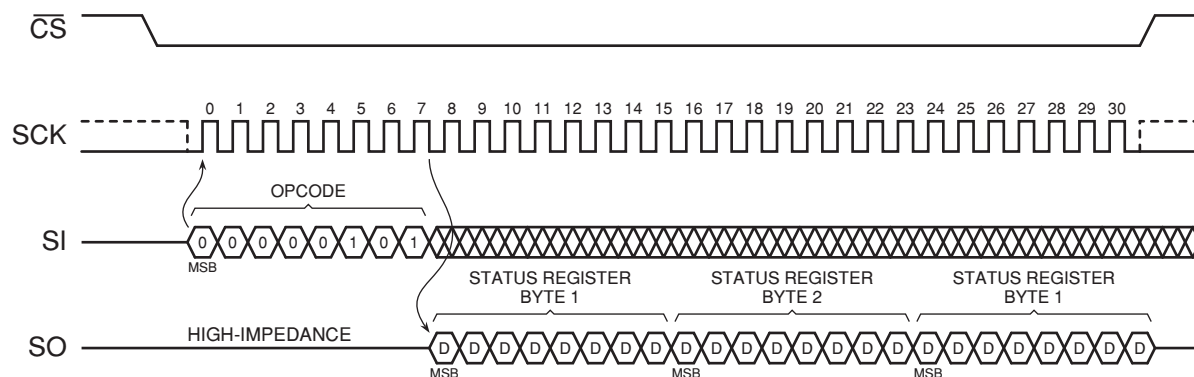 CS
0 1 2 3 4 5 6 7 8 9 10 11 12 13 14 15 16 17 18 19 20 21 22 23 24 25 26 27 28 29 30
SCK
OPCODE
SI
0 0 0 0 0 1 0 1
MSB
STATUS REGISTER
BYTE 1
STATUS REGISTER
BYTE 2
STATUS REGISTER
BYTE 1
HIGH-IMPEDANCE
SO
D D D D D D D D D D D D D D D D D D D D D D D D
MSB MSB MSB